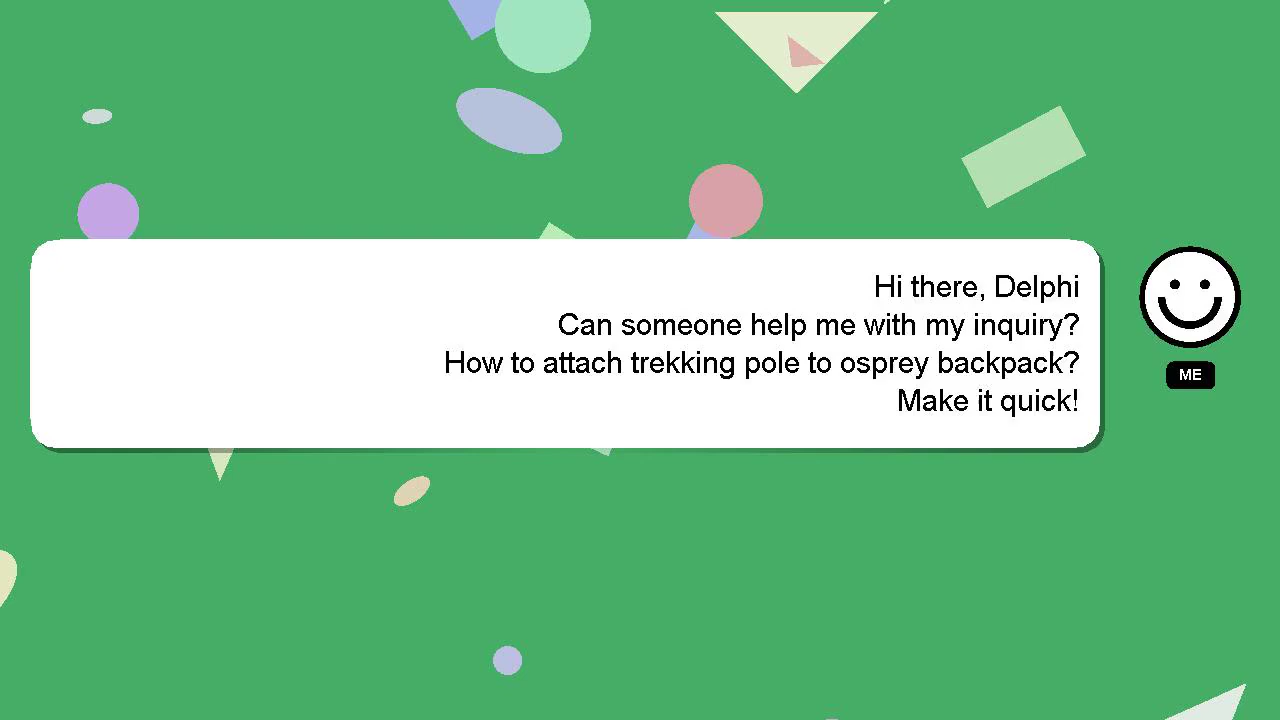 Hi there, Delphi
Can someone help me with my inquiry?
How to attach trekking pole to osprey backpack?
Make it quick!
ME